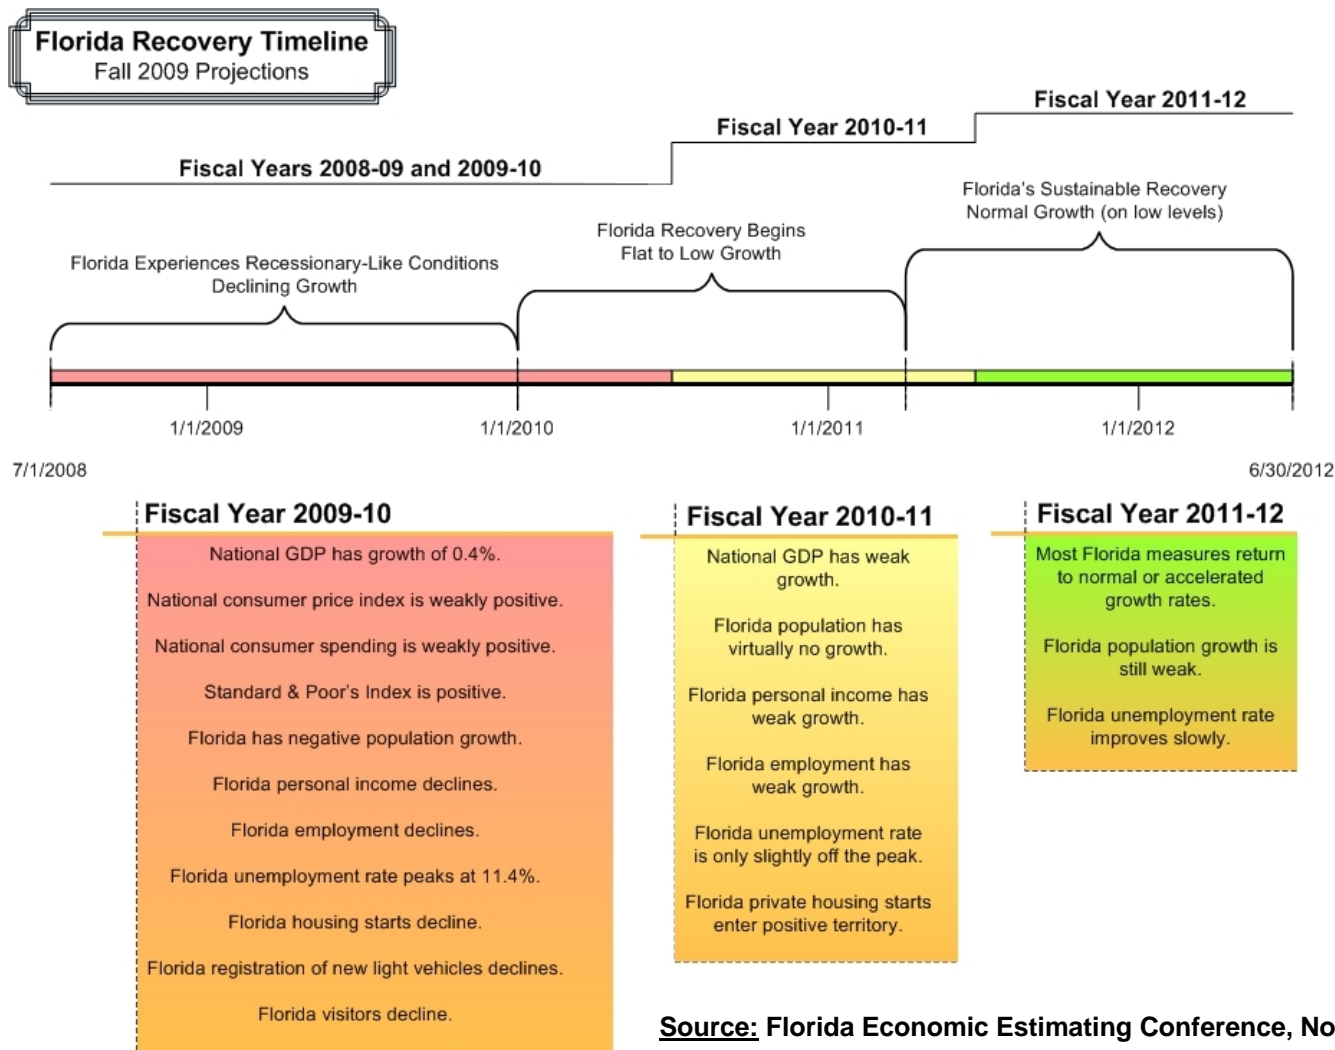 Florida Recovery Timeline
Fall 2009 Projections
Fiscal Year 2011-12
Fiscal Year 2010-11
Fiscal Years 2008-09 and 2009-10
Florida's Sustainable Recovery
Normal Growth (on low levels)
Florida Recovery Begins
Flat to Low Growth
Florida Experiences Recessionary-Like Conditions
Declining Growth
1/1/2009
1/1/2010
1/1/2011
1/1/2012
7/1/2008
6/30/2012
Fiscal Year 2009-10
National GDP has growth of 0.4%.
National consumer price index is weakly positive.
National consumer spending is weakly positive.
Standard & Poor's Index is positive.
Florida has negative population growth.
Florida personal income declines.
Florida employment declines.
Florida unemployment rate peaks at 11.4%.
Florida housing starts decline.
Florida registration of new light vehicles declines.
Florida visitors decline.
Fiscal Year 2010-11
National GDP has weak
growth.
Florida population has
virtually no growth.
Florida personal income has
weak growth.
Florida employment has
weak growth.
Florida unemployment rate
is only slightly off the peak.
Florida private housing starts
enter positive territory.
Fiscal Year 2011-12
Most Florida measures return
to normal or accelerated
growth rates.
Florida population growth is
still weak.
Florida unemployment rate
improves slowly.
Source: Florida Economic Estimating Conference, No